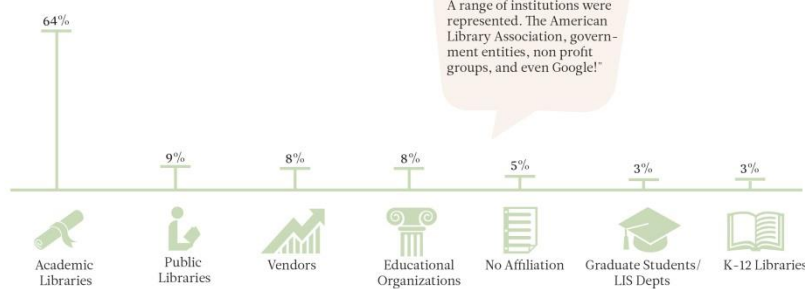 A range of institutions were
represented. The American
Library Association, govern-
ment entities, non profit
groups, and even Google!"
64%
9%
8%
8%
5%
3%
3%
Academic
Libraries
Public
Libraries
Vendors
Educational
Organizations
No Affiliation
Graduate Students/
LIS Depts
K-12 Libraries